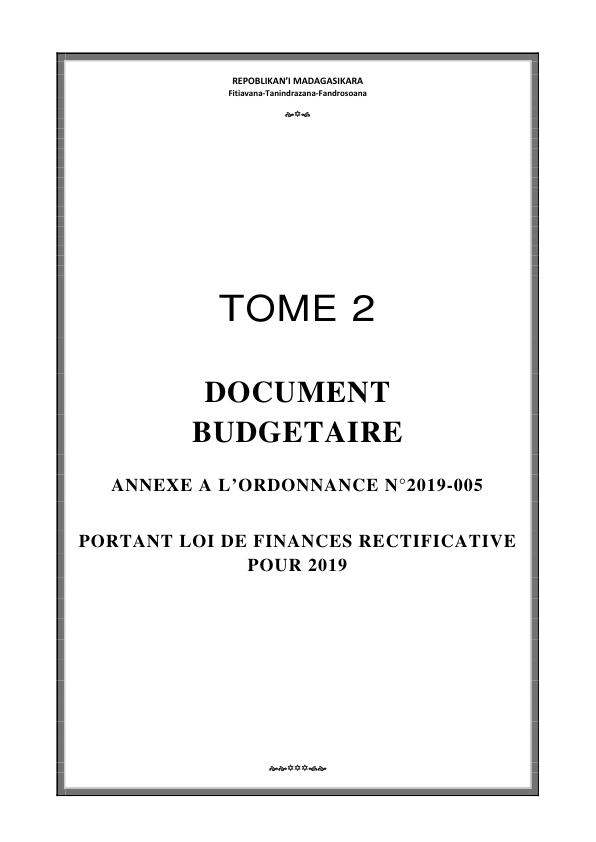 REPOBLIKAN'I MADAGASIKARA
Fitiavana-Tanindrazana-Fandrosoana
TOME 2
DOCUMENT
BUDGETAIRE
ANNEXE A L’ORDONNANCE N°2019-005
PORTANT LOI DE FINANCES RECTIFICATIVE
POUR 2019